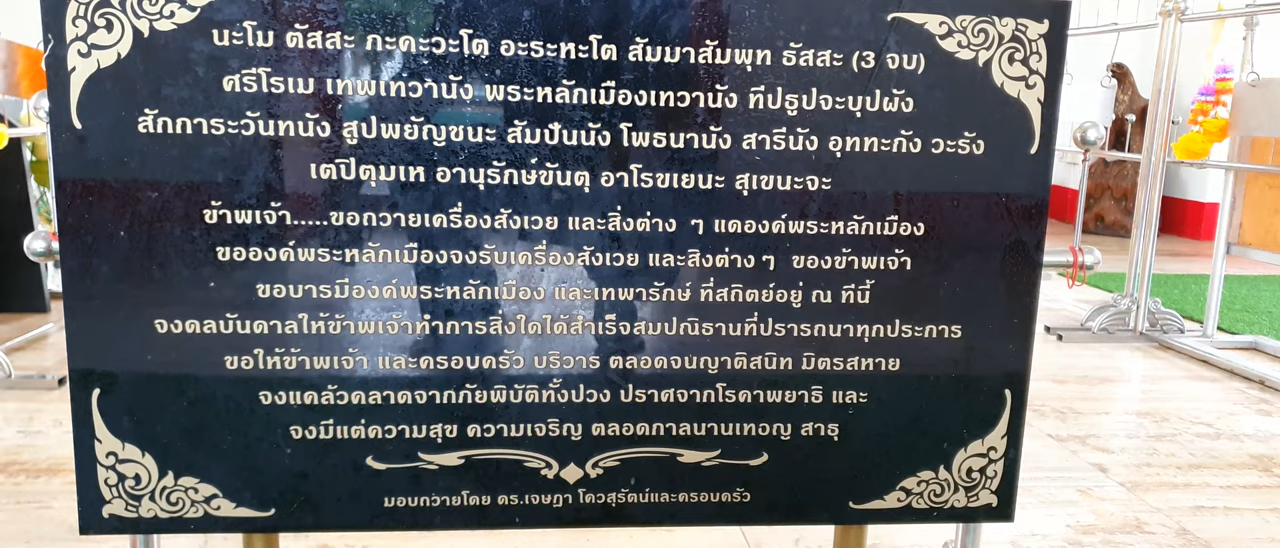 นะโม ตัสสะ ภะคะวะโต อะระหะโต สัมมาสัมพุท ธัสสะ (3 จบ)
ศรีโรเม เทพเทวานัง พระหลักเมืองเทวานัง ทีปธูปจะบุปผัง
สักการะวันทนัง สูปพยัญชนะ สัมปันนัง โพธนานัง สารีนัง อุททะกัง วะรัง
เตปิตุมเห อานุรักษ์ขันตุ อาโรขเยนะ สุเขนะจะ
ข้าพเจ้า.....ขอถวายเครื่องสังเวย และสิ่งต่าง ๆ แดองค์พระหลักเมือง
ขอองค์พระหลักเมืองจงรับเครื่องสังเวย และสิงต่าง ๆ ของข้าพเจ้า
ขอบารมีองค์พระหลักเมือง และเทพารักษ์ ที่สถิตย์อยู่ ณ ทีนี้
จงดลบันดาลให้ข้าพเจ้าทำการสิ่งใดได้สำเร็จสมปณิธานที่ปรารถนาทุกประการ
ขอให้ข้าพเจ้า และครอบครัว บริวาร ตลอดจนญาติสนิท มิตรสหาย
จงแคล้วคลาดจากภัยพิบัติทั้งปวง ปราศจากโรคาพยาธิ และ
จงมีแต่ความสุข ความเจริญ ตลอดกาลนานเทอญ สาธุ
มอบถวายโดย ดร.เจษฎา โควสุรัตน์และครอบครัว